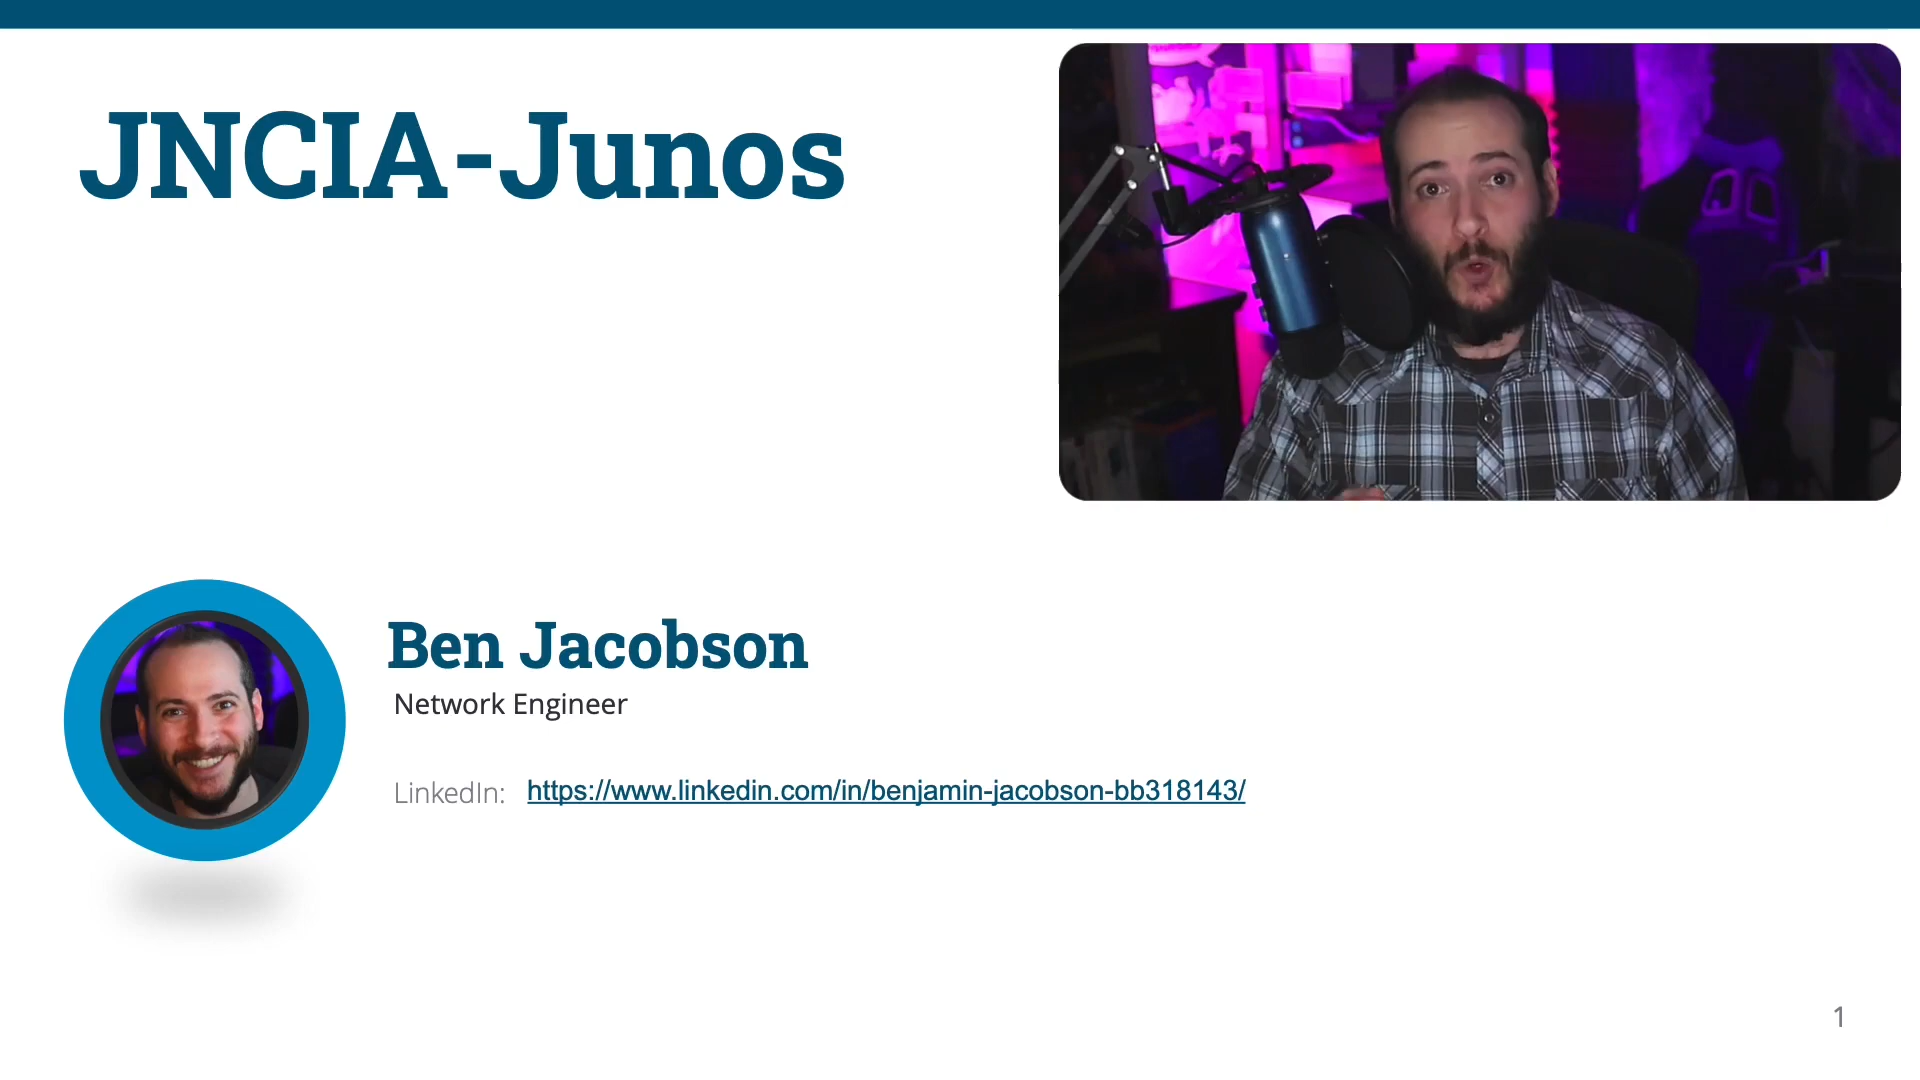 JNCIA-Junos
Ben Jacobson
Network Engineer
LinkedIn: https://www.linkedin.com/in/benjamin-jacobson-bb318143/
1